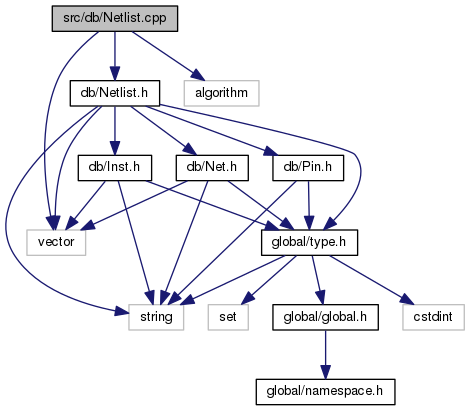 src/db/Netlist.cpp
db/Netlist.h
algorithm
db/Inst.h
db/Net.h
db/Pin.h
vector
global/type.h
string
set
global/global.h
cstdint
global/namespace.h